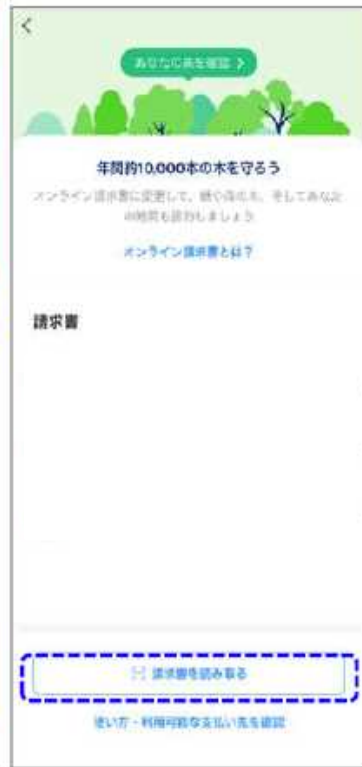 あなたの森を確認 >
年間約10,000本の木を守ろう
オンライン請求書に変更して、紙や森の木、そしてあなた
の時間も節約しましょう
オンライン請求書とは?
請求書
請求書を読み取る
使い方・利用可能な支払い先を確認